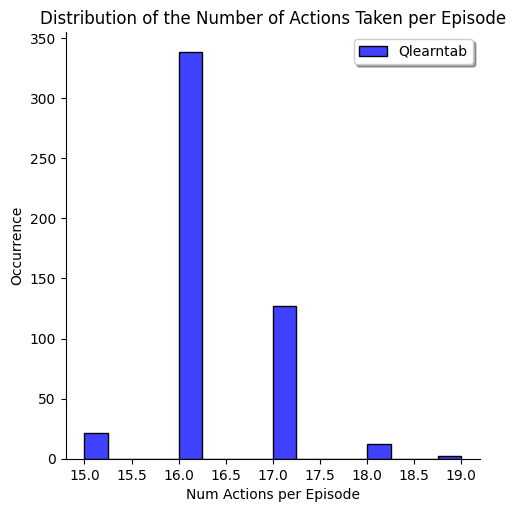 Distribution of the Number of Actions Taken per Episode
Qlearntab
350
300
250
200
150
100
50
0
Occurrence
15.0 15.5 16.0 16.5 17.0 17.5 18.0 18.5 19.0
Num Actions per Episode